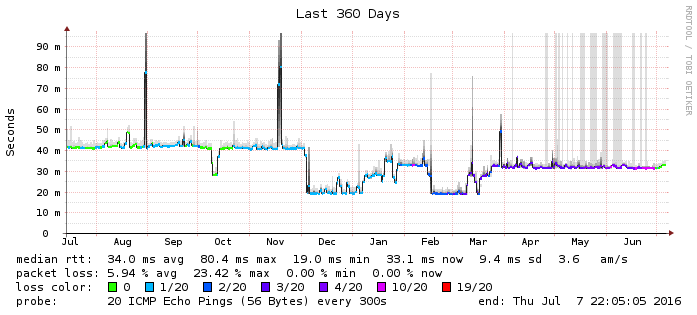 Last 360 Days
RRDTOOL / TOBI OETIKER
Seconds
90 m
80 m
70 m
60 m
50 m
40 m
30 m
20 m
10 m
0
Jul Aug Sep Oct Nov Dec Jan Feb Mar Apr May Jun
median rtt: 34.0 ms avg 80.4 ms max 19.0 ms min 33.1 ms now 9.4 ms sd 3.6 am/s
packet loss: 5.94 % avg 23.42 % max 0.00 % min 0.00 % now
loss color: 0 1/20 2/20 3/20 4/20 10/20 19/20
probe: 20 ICMP Echo Pings (56 Bytes) every 300s end: Thu Jul 7 22:05:05 2016